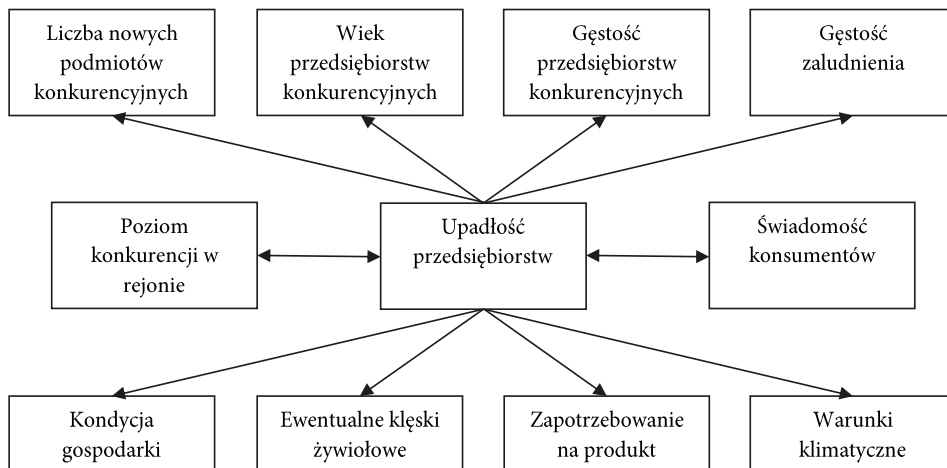 Liczba nowych
podmiotów
konkurencyjnych
Wiek
przedsiębiorstw
konkurencyjnych
Gęstość
przedsiębiorstw
konkurencyjnych
Gęstość
zaludnienia
Poziom
konkurencji w
rejonie
Upadłość
przedsiębiorstw
Świadomość
konsumentów
Kondycja
gospodarki
Ewentualne klęski
żywiołowe
Zapotrzebowanie
na produkt
Warunki
klimatyczne